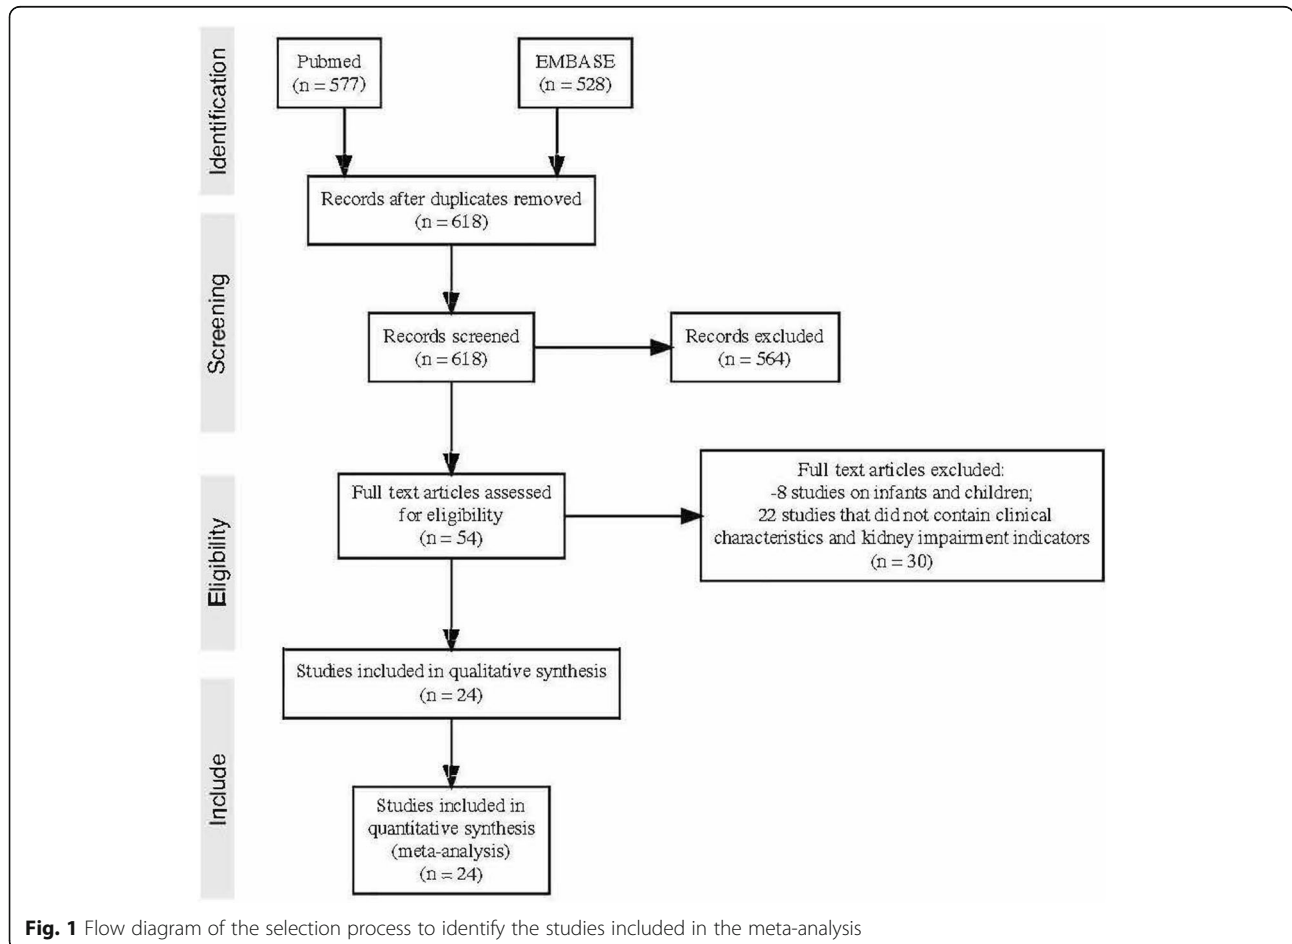 Identification
Pubmed
(n = 577)
EMBASE
(n = 528)
Records after duplicates removed
(n = 618)
Screening
Records screened
(n = 618)
Records excluded
(n = 564)
Eligibility
Full text articles assessed
for eligibility
(n = 54)
Full text articles excluded:
-8 studies on infants and children;
22 studies that did not contain clinical
characteristics and kidney impairment indicators
(n = 30)
Include
Studies included in qualitative synthesis
(n = 24)
Studies included in
quantitative synthesis
(meta-analysis)
(n = 24)
Fig. 1 Flow diagram of the selection process to identify the studies included in the meta-analysis